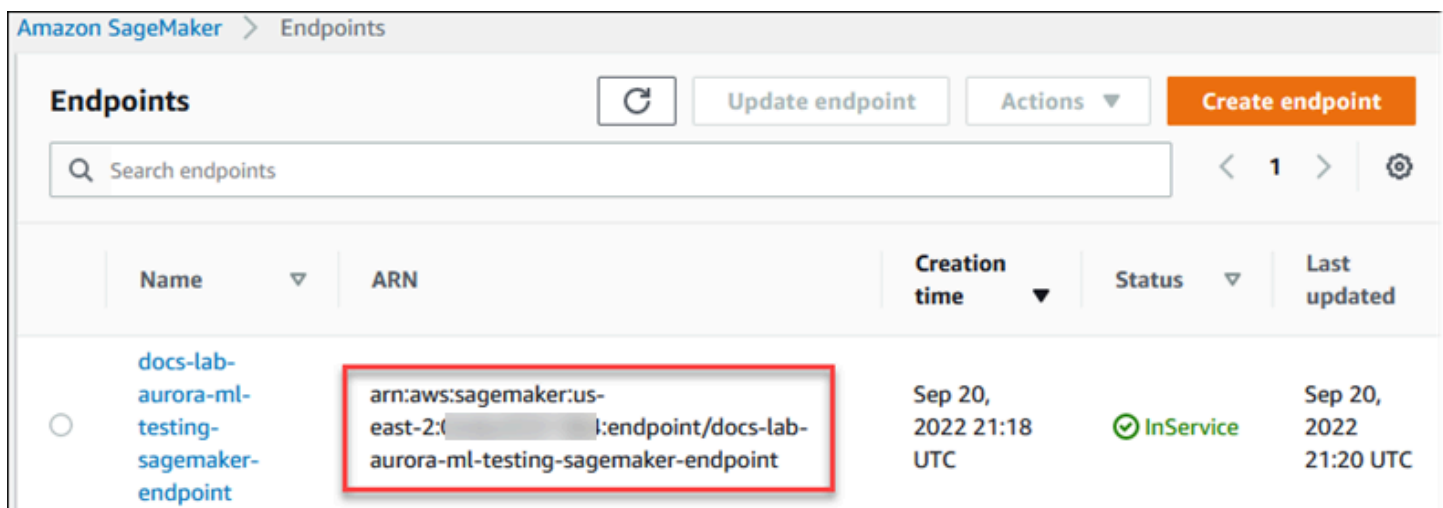 Amazon SageMaker > Endpoints
Endpoints
Update endpoint
Actions
Create endpoint
Search endpoints
< 1 >
Name
ARN
Creation
time
Status
Last
updated
docs-lab-
aurora-ml-
testing-
sagemaker-
endpoint
arn:aws:sagemaker:us-
east-2: :endpoint/docs-lab-
aurora-ml-testing-sagemaker-endpoint
Sep 20,
2022 21:18
UTC
InService
Sep 20,
2022
21:20 UTC